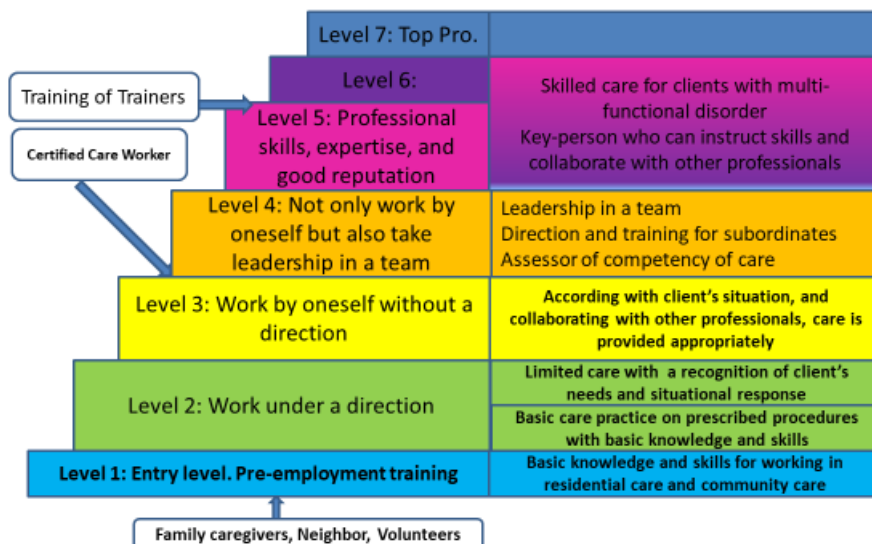 Level 7: Top Pro.
Level 6:
Training of Trainers
Level 5: Professional
skills, expertise, and
good reputation
Skilled care for clients with multi-
functional disorder
Key-person who can instruct skills and
collaborate with other professionals
Certified Care Worker
Level 4: Not only work by
oneself but also take
leadership in a team
Leadership in a team
Direction and training for subordinates
Assessor of competency of care
Level 3: Work by oneself without a
direction
According with client's situation, and
collaborating with other professionals, care is
provided appropriately
Level 2: Work under a direction
Limited care with a recognition of client's
needs and situational response
Basic care practice on prescribed procedures
with basic knowledge and skills
Level 1: Entry level. Pre-employment training
Basic knowledge and skills for working in
residential care and community care
Family caregivers, Neighbor, Volunteers